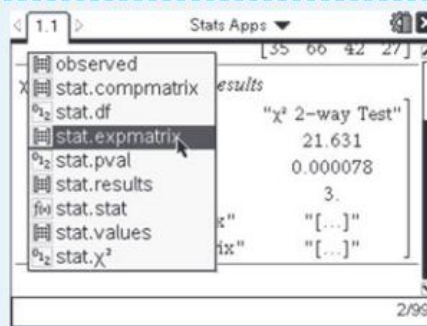 1.1 Stats Apps
[35 66 42 27]
observed
χ esults
stat.compmatrix
"χ² 2-way Test"
stat.df
stat.expmatrix 21.631
stat.pval 0.000078
stat.results 3.
stat.stat
stat.values " "[...]"
stat.χ² ix" "[...]"
2/99